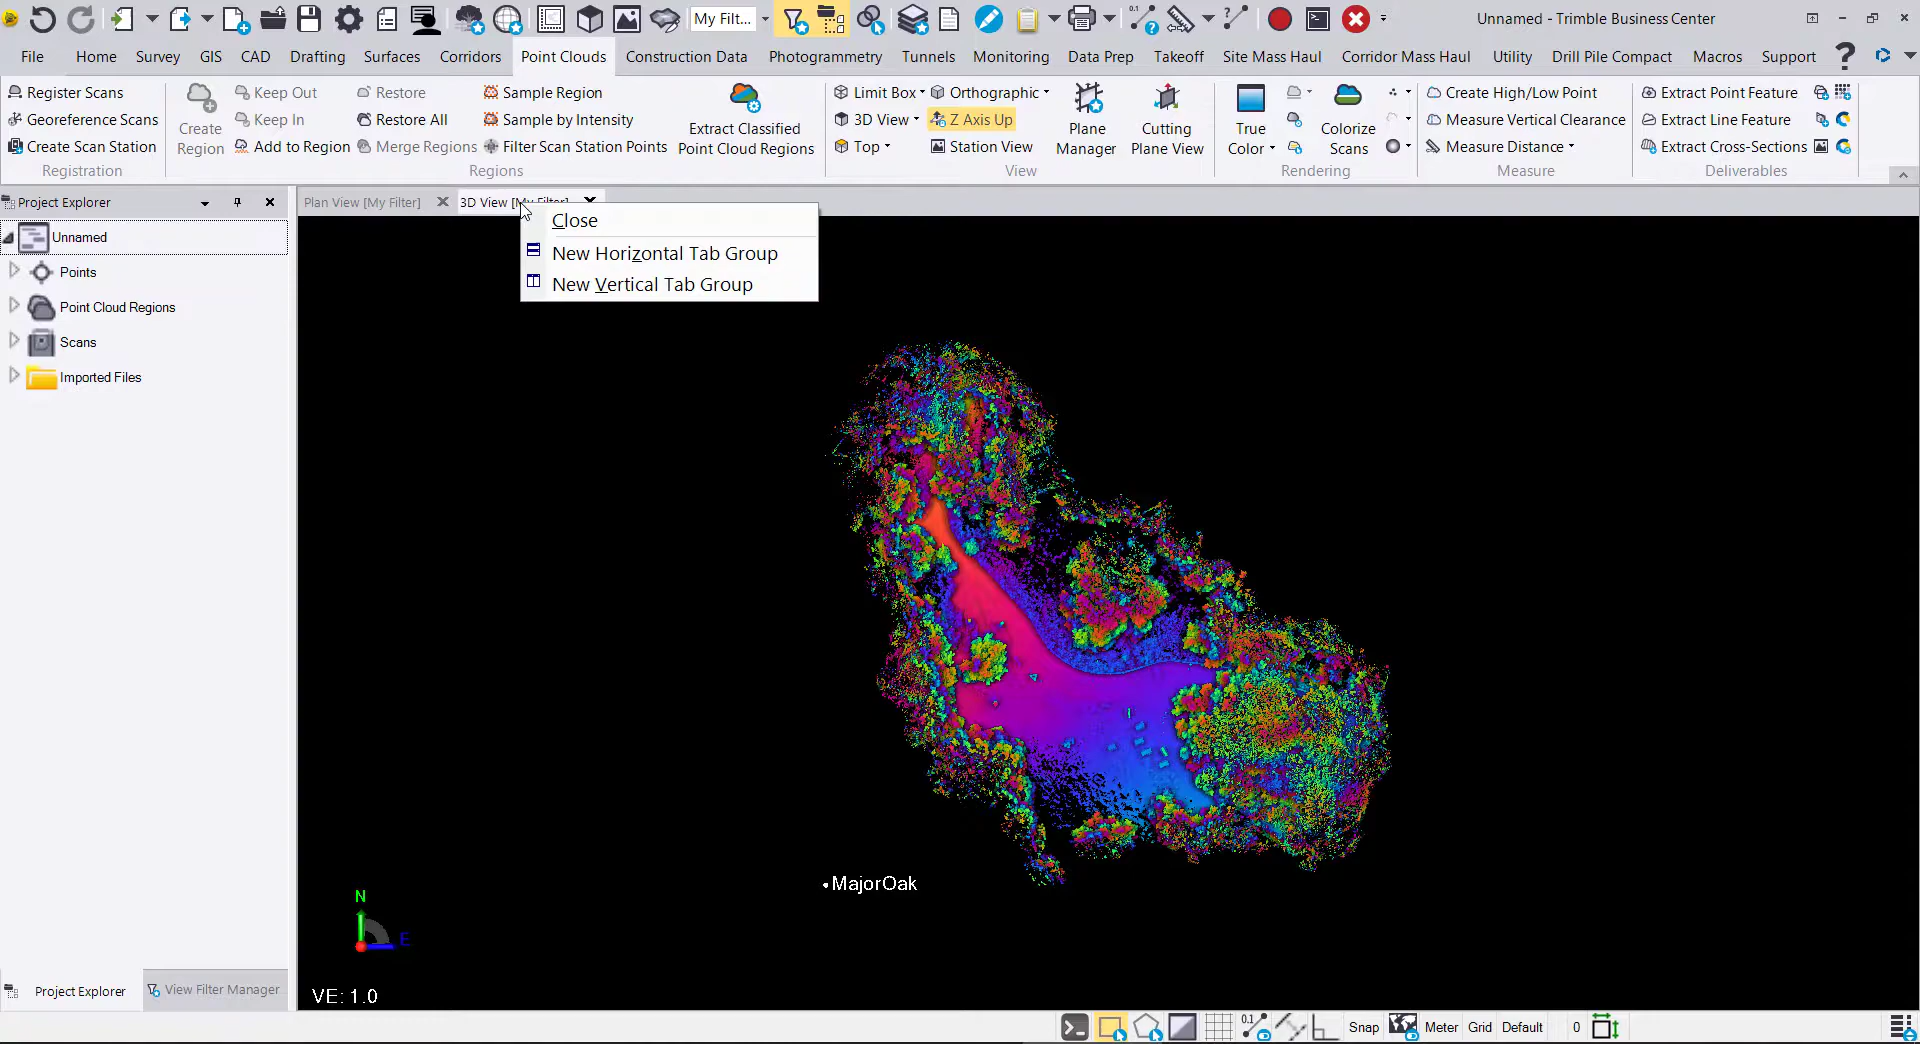 My Filt...
Unnamed - Trimble Business Center
File Home Survey GIS CAD Drafting Surfaces Corridors Point Clouds Construction Data Photogrammetry Tunnels Monitoring Data Prep Takeoff Site Mass Haul Corridor Mass Haul Utility Drill Pile Compact Macros Support
Register Scans
Georeference Scans
Create Scan Station
Registration
Create
Region
Keep Out
Keep In
Add to Region
Restore
Restore All
Merge Regions
Sample Region
Sample by Intensity
Filter Scan Station Points
Extract Classified
Point Cloud Regions
Regions
Limit Box
3D View
Top
Orthographic
Z Axis Up
Station View
Plane
Manager
Cutting
Plane View
View
True
Color
Colorize
Scans
Rendering
Create High/Low Point
Measure Vertical Clearance
Measure Distance
Measure
Extract Point Feature
Extract Line Feature
Extract Cross-Sections
Deliverables
Project Explorer
Plan View [My Filter]
3D View [My Filter]
Close
New Horizontal Tab Group
New Vertical Tab Group
Unnamed
Points
Point Cloud Regions
Scans
Imported Files
MajorOak
N
E
VE: 1.0
Project Explorer
View Filter Manager
0.1
Snap
Meter
Grid
Default
0